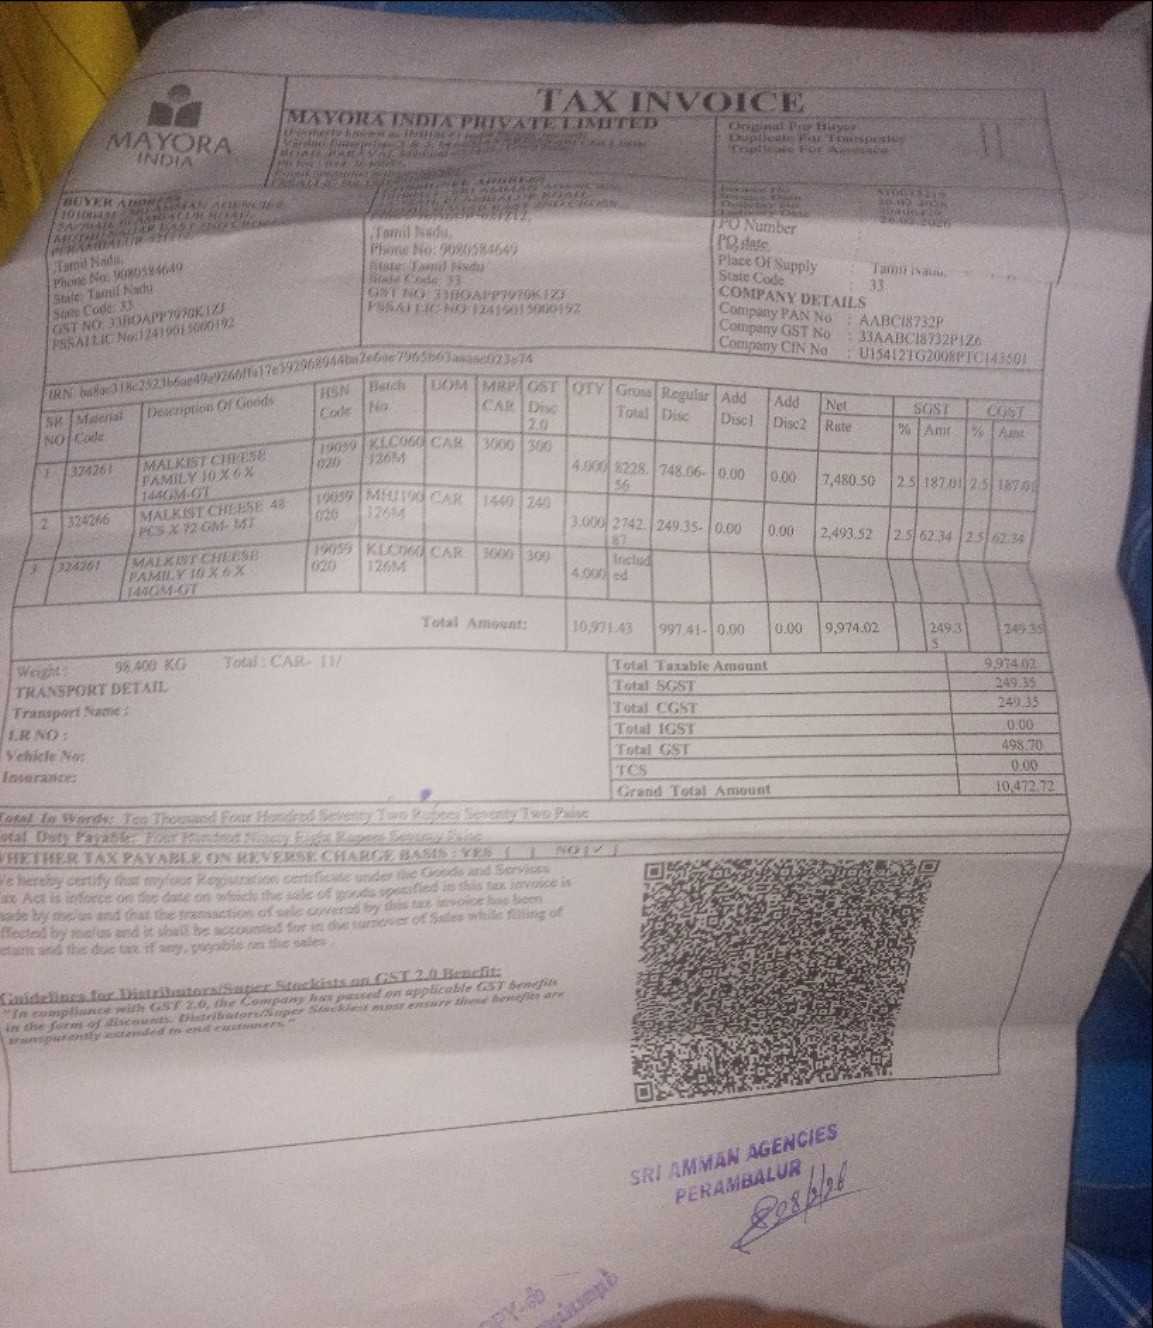 TAX INVOICE
MAYORA
INDIA
MAYORA INDIA PRIVATE LIMITED
Original For Buyer
Duplicate For Transporter
Triplicate For Assessee
BUYER ADDRESS
SRI AMMAN AGENCIES
PERAMBALUR
Tamil Nadu,
Phone No: 9080584649
State: Tamil Nadu
State Code: 33
GST NO: 33BOAPP7970K1ZJ
FSSAI LIC No:12419015000192
,Tamil Nadu,
Phone No: 9080584649
State: Tamil Nadu
State Code: 33
GST NO: 33BOAPP7970K1ZJ
FSSAI LIC NO:12419015000192
PO Number :
PO date
Place Of Supply : Tamil Nadu,
State Code : 33
COMPANY DETAILS
Company PAN No : AABCI8732P
Company GST No : 33AABCI8732P1Z6
Company CIN No : U15412TG2008PTC143501
IRN:
SR NO Material Code Description Of Goods HSN Code Batch No UOM MRP/ CAR GST Disc 2.0 QTY Gross Total Regular Disc Add Disc1 Add Disc2 Net Rate SGST % Amt CGST % Amt
1 324261 MALKIST CHEESE FAMILY 10 X 6 X 144GM-GT 19059020 KLC060126M CAR 3000 300 4.000 8228.56 748.06- 0.00 0.00 7,480.50 2.5 187.01 2.5 187.01
2 324266 MALKIST CHEESE 48 PCS X 72 GM- MT 19059020 MHJ190126M CAR 1440 240 3.000 2742.87 249.35- 0.00 0.00 2,493.52 2.5 62.34 2.5 62.34
3 324261 MALKIST CHEESE FAMILY 10 X 6 X 144GM-GT 19059020 KLC060126M CAR 3000 300 4.000 Included
Total Amount: 10,971.43 997.41- 0.00 0.00 9,974.02 249.35 249.35
Weight : 98.400 KG Total : CAR- 11/
TRANSPORT DETAIL
Transport Name :
LR NO :
Vehicle No:
Insurance:
Total Taxable Amount 9,974.02
Total SGST 249.35
Total CGST 249.35
Total IGST 0.00
Total GST 498.70
TCS 0.00
Grand Total Amount 10,472.72
Total In Words: Ten Thousand Four Hundred Seventy Two Rupees Seventy Two Paise
otal Duty Payable: Four Hundred Ninety Eight Rupees Seventy Paise
WHETHER TAX PAYABLE ON REVERSE CHARGE BASIS : YES [ ] NO [✓ ]
We hereby certify that my/our Registration certificate under the Goods and Services
Tax Act is inforce on the date on which the sale of goods specified in this tax invoice is
made by me/us and that the transaction of sale covered by this tax invoice has been
effected by me/us and it shall be accounted for in the turnover of Sales while filling of
return and the due tax if any, payable on the sales .
Guidelines for Distributors/Super Stockists on GST 2.0 Benefit:
"In compliance with GST 2.0, the Company has passed on applicable GST benefits
in the form of discounts. Distributors/Super Stockist must ensure these benefits are
transparently extended to end customers."
SRI AMMAN AGENCIES
PERAMBALUR